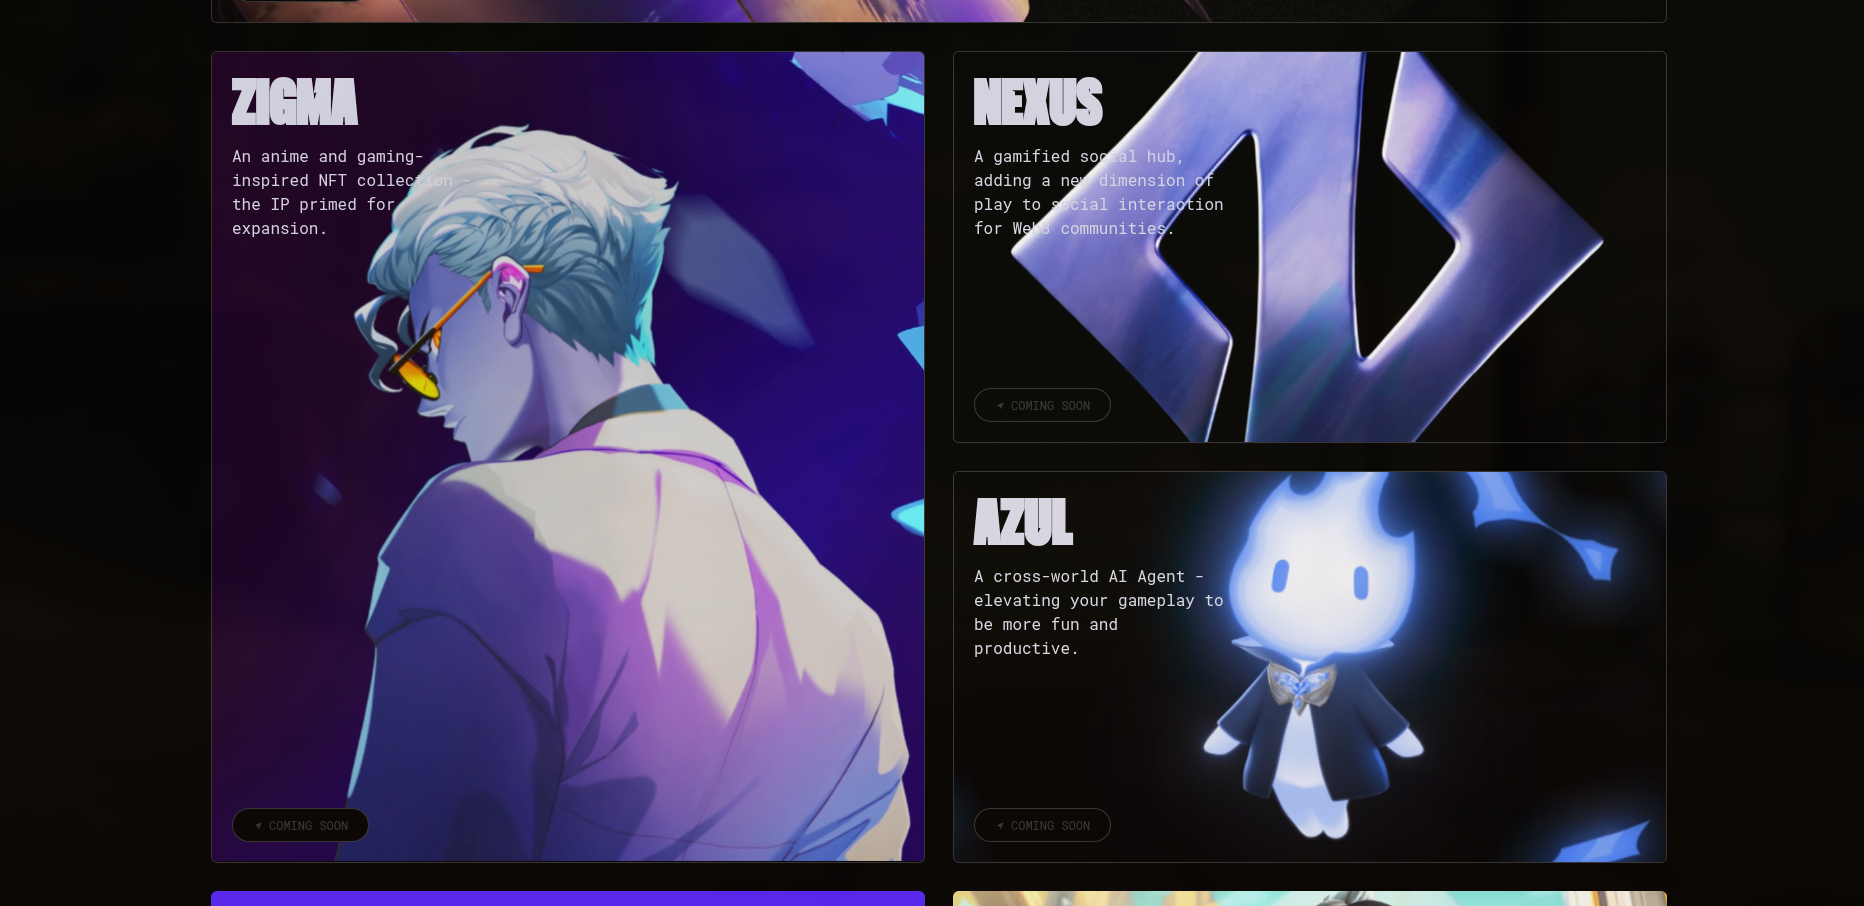 ZIGMA
An anime and gaming-
inspired NFT collection -
the IP primed for
expansion.
COMING SOON
NEXUS
A gamified social hub,
adding a new dimension of
play to social interaction
for Web3 communities.
COMING SOON
AZUL
A cross-world AI Agent -
elevating your gameplay to
be more fun and
productive.
COMING SOON